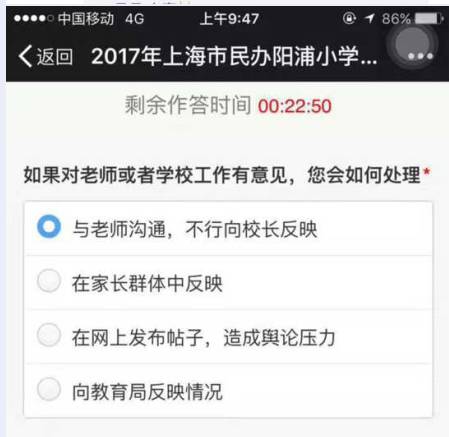 中国移动 4G 上午9:47 86%
返回 2017年上海市民办阳浦小学...
剩余作答时间 00:22:50
如果对老师或者学校工作有意见，您会如何处理*
与老师沟通，不行向校长反映
在家长群体中反映
在网上发布帖子，造成舆论压力
向教育局反映情况